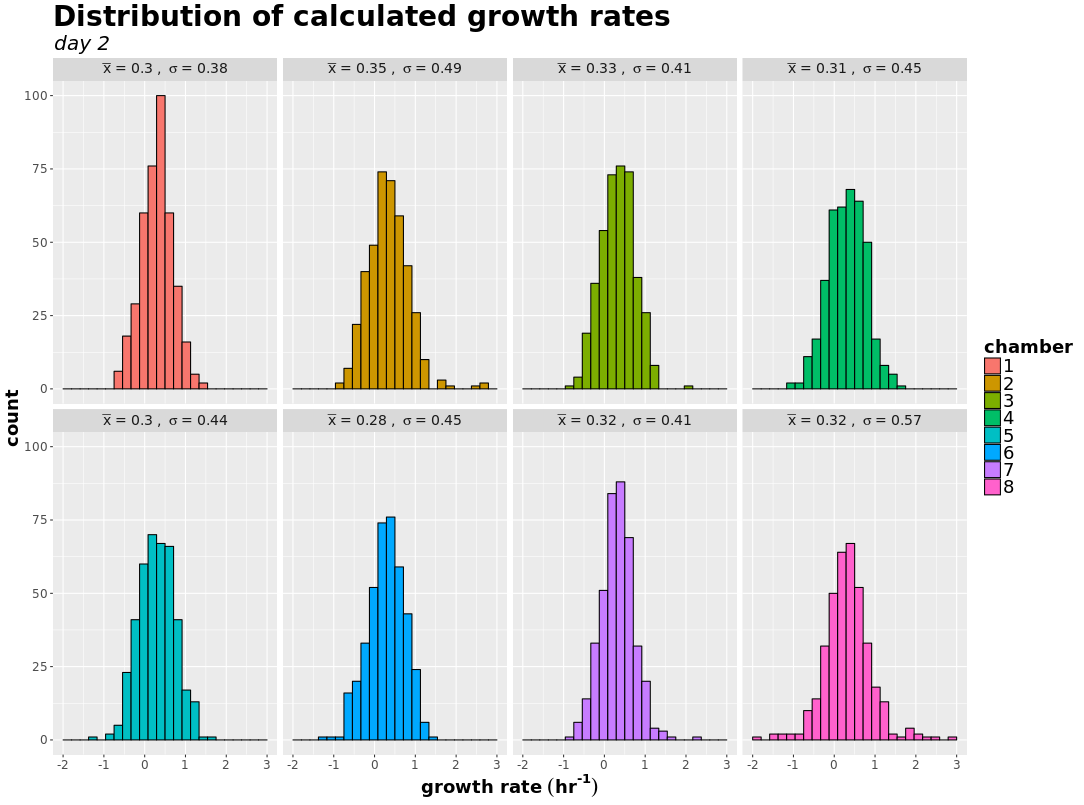 Distribution of calculated growth rates
day 2
x̅ = 0.3 , σ = 0.38
x̅ = 0.35 , σ = 0.49
x̅ = 0.33 , σ = 0.41
x̅ = 0.31 , σ = 0.45
100
75
50
25
0
x̅ = 0.3 , σ = 0.44
x̅ = 0.28 , σ = 0.45
x̅ = 0.32 , σ = 0.41
x̅ = 0.32 , σ = 0.57
100
75
50
25
0
-2 -1 0 1 2 3
-2 -1 0 1 2 3
-2 -1 0 1 2 3
-2 -1 0 1 2 3
count
growth rate (hr⁻¹)
chamber
1
2
3
4
5
6
7
8